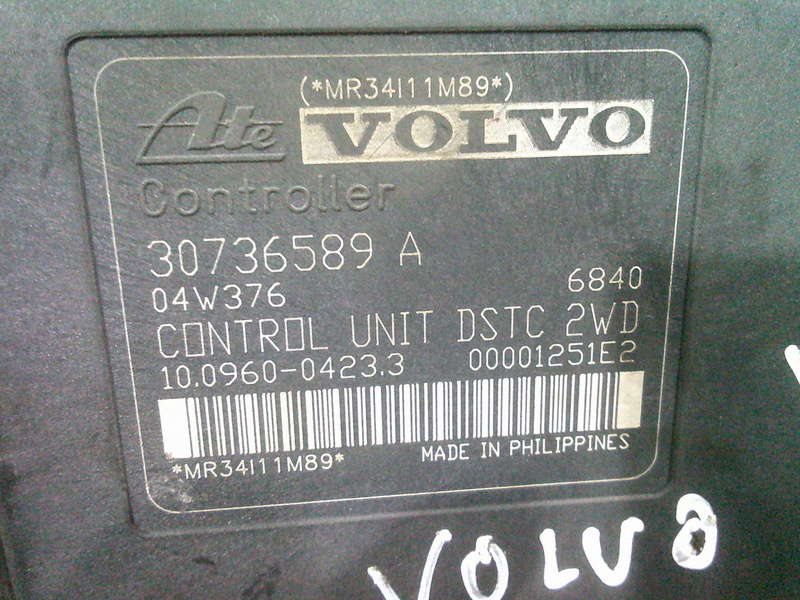 (*MR34I11M89*)
Ate VOLVO
Controller
30736589 A
04W376 6840
CONTROL UNIT DSTC 2WD
10.0960-0423.3 00001251E2
*MR34I11M89* MADE IN PHILIPPINES
VOLVO